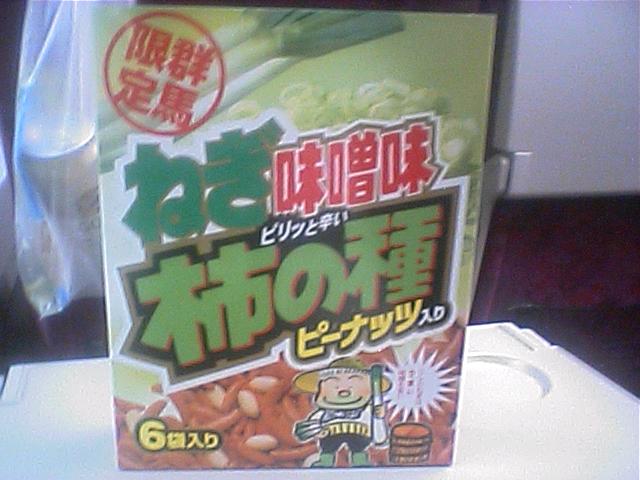 群馬
限定
ねぎ味噌味
ピリッと辛い
柿の種
ピーナッツ入り
6袋入り